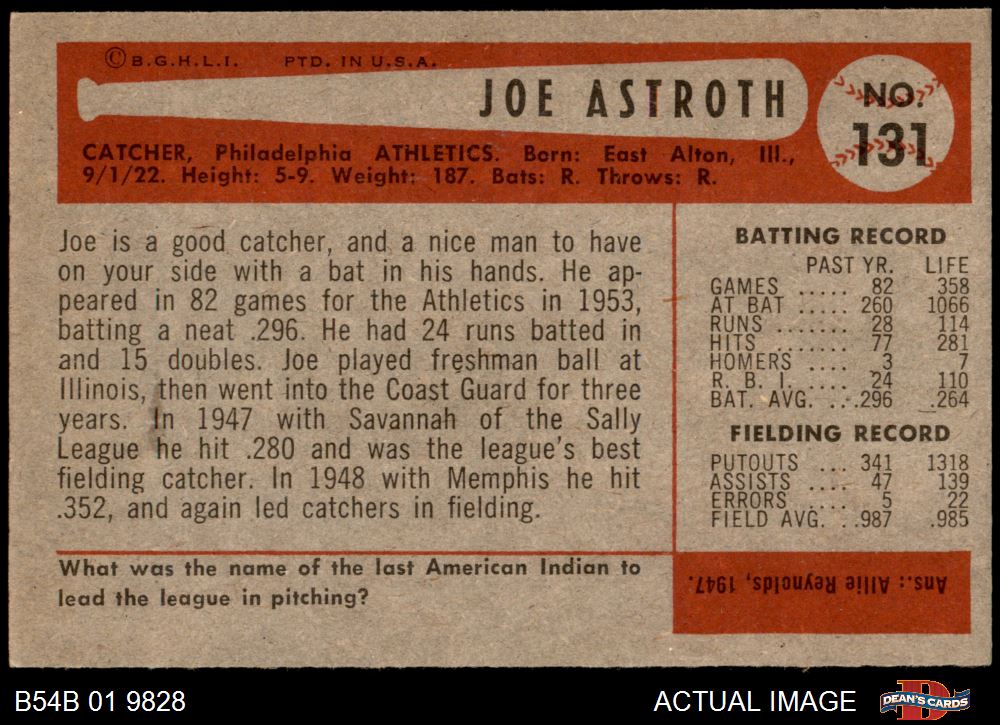 © B.G.H.L.I. PTD. IN U.S.A.
JOE ASTROTH
NO.
131
CATCHER, Philadelphia ATHLETICS. Born: East Alton, Ill.,
9/1/22. Height: 5-9. Weight: 187. Bats: R. Throws: R.
Joe is a good catcher, and a nice man to have
on your side with a bat in his hands. He ap-
peared in 82 games for the Athletics in 1953,
batting a neat .296. He had 24 runs batted in
and 15 doubles. Joe played freshman ball at
Illinois, then went into the Coast Guard for three
years. In 1947 with Savannah of the Sally
League he hit .280 and was the league's best
fielding catcher. In 1948 with Memphis he hit
.352, and again led catchers in fielding.
What was the name of the last American Indian to
lead the league in pitching?
BATTING RECORD
PAST YR. LIFE
GAMES ..... 82 358
AT BAT ..... 260 1066
RUNS ....... 28 114
HITS ........ 77 281
HOMERS .... 3 7
R. B. I. .... 24 110
BAT. AVG. ...296 .264
FIELDING RECORD
PUTOUTS ... 341 1318
ASSISTS .... 47 139
ERRORS .... 5 22
FIELD AVG. ..987 .985
Ans.: Allie Reynolds, 1947.
B54B 01 9828
ACTUAL IMAGE
DEAN'S CARDS